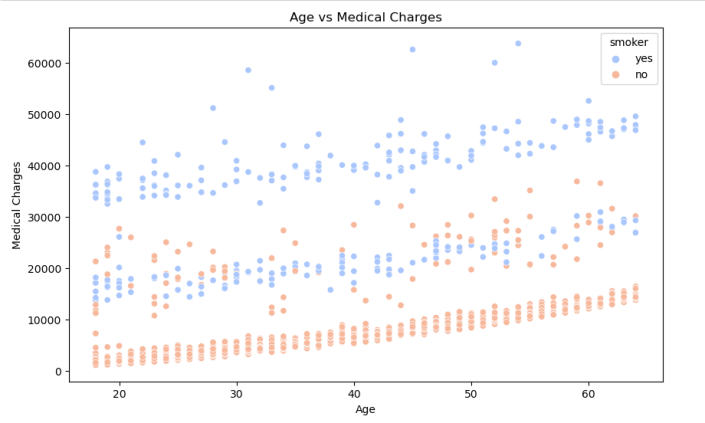 Age vs Medical Charges
smoker
yes
no
60000
50000
40000
30000
20000
10000
0
Medical Charges
20 30 40 50 60
Age